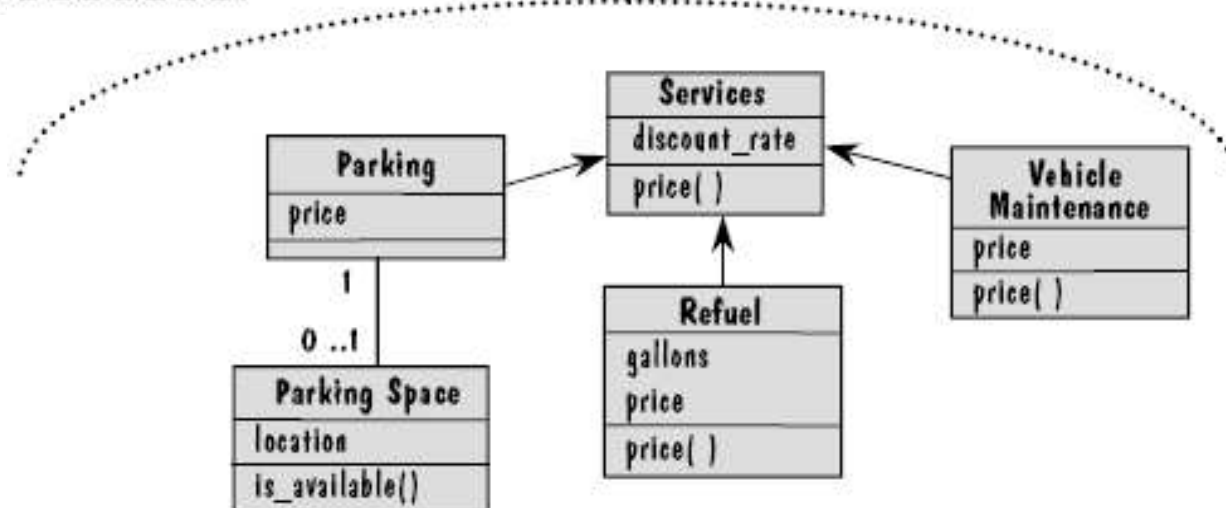 Services
discount_rate
price( )
Parking
price
Vehicle
Maintenance
price
price( )
1
0 ..1
Refuel
gallons
price
price( )
Parking Space
location
is_available()